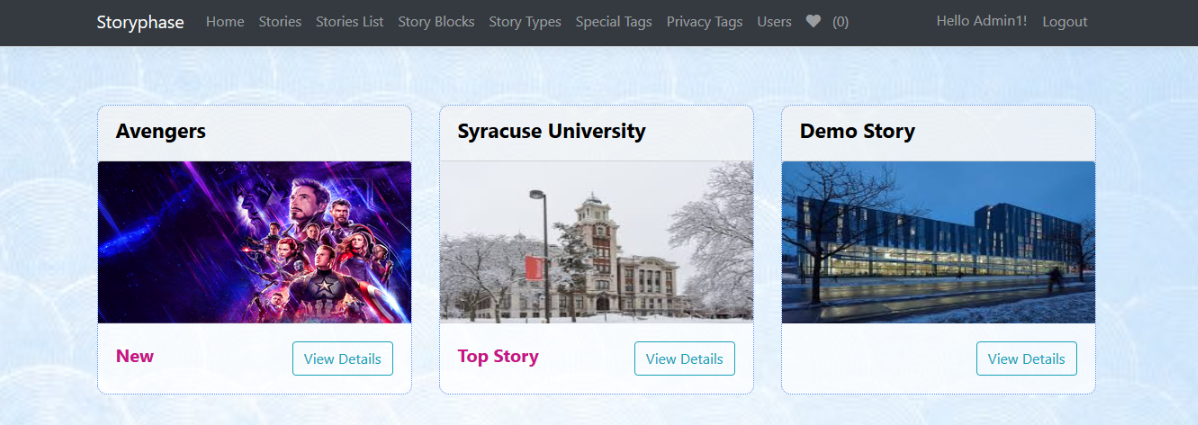 Storyphase Home Stories Stories List Story Blocks Story Types Special Tags Privacy Tags Users (0) Hello Admin1! Logout
Avengers Syracuse University Demo Story
New View Details Top Story View Details View Details